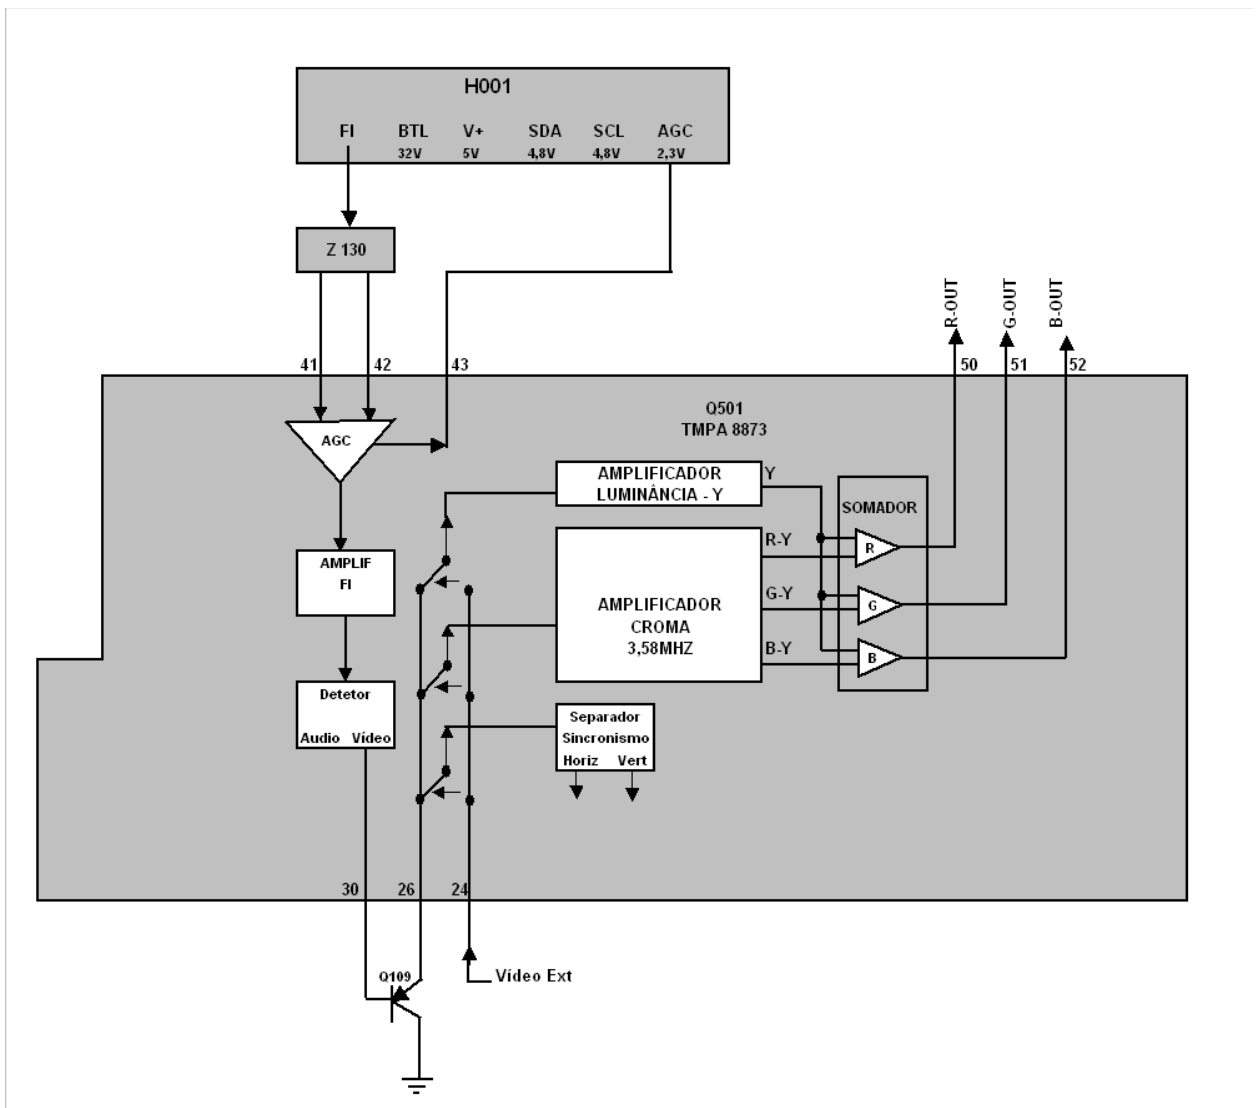 H001
FI BTL V+ SDA SCL AGC
32V 5V 4,8V 4,8V 2,3V
Z 130
R-OUT
G-OUT
B-OUT
41 42 43 50 51 52
Q501
TMPA 8873
AGC
AMPLIFICADOR
LUMINÂNCIA - Y
Y
SOMADOR
R-Y
R
AMPLIF
FI
G-Y
G
AMPLIFICADOR
CROMA
3,58MHZ
B-Y
B
Detetor
Audio Vídeo
Separador
Sincronismo
Horiz Vert
30 26 24
Q109
Vídeo Ext